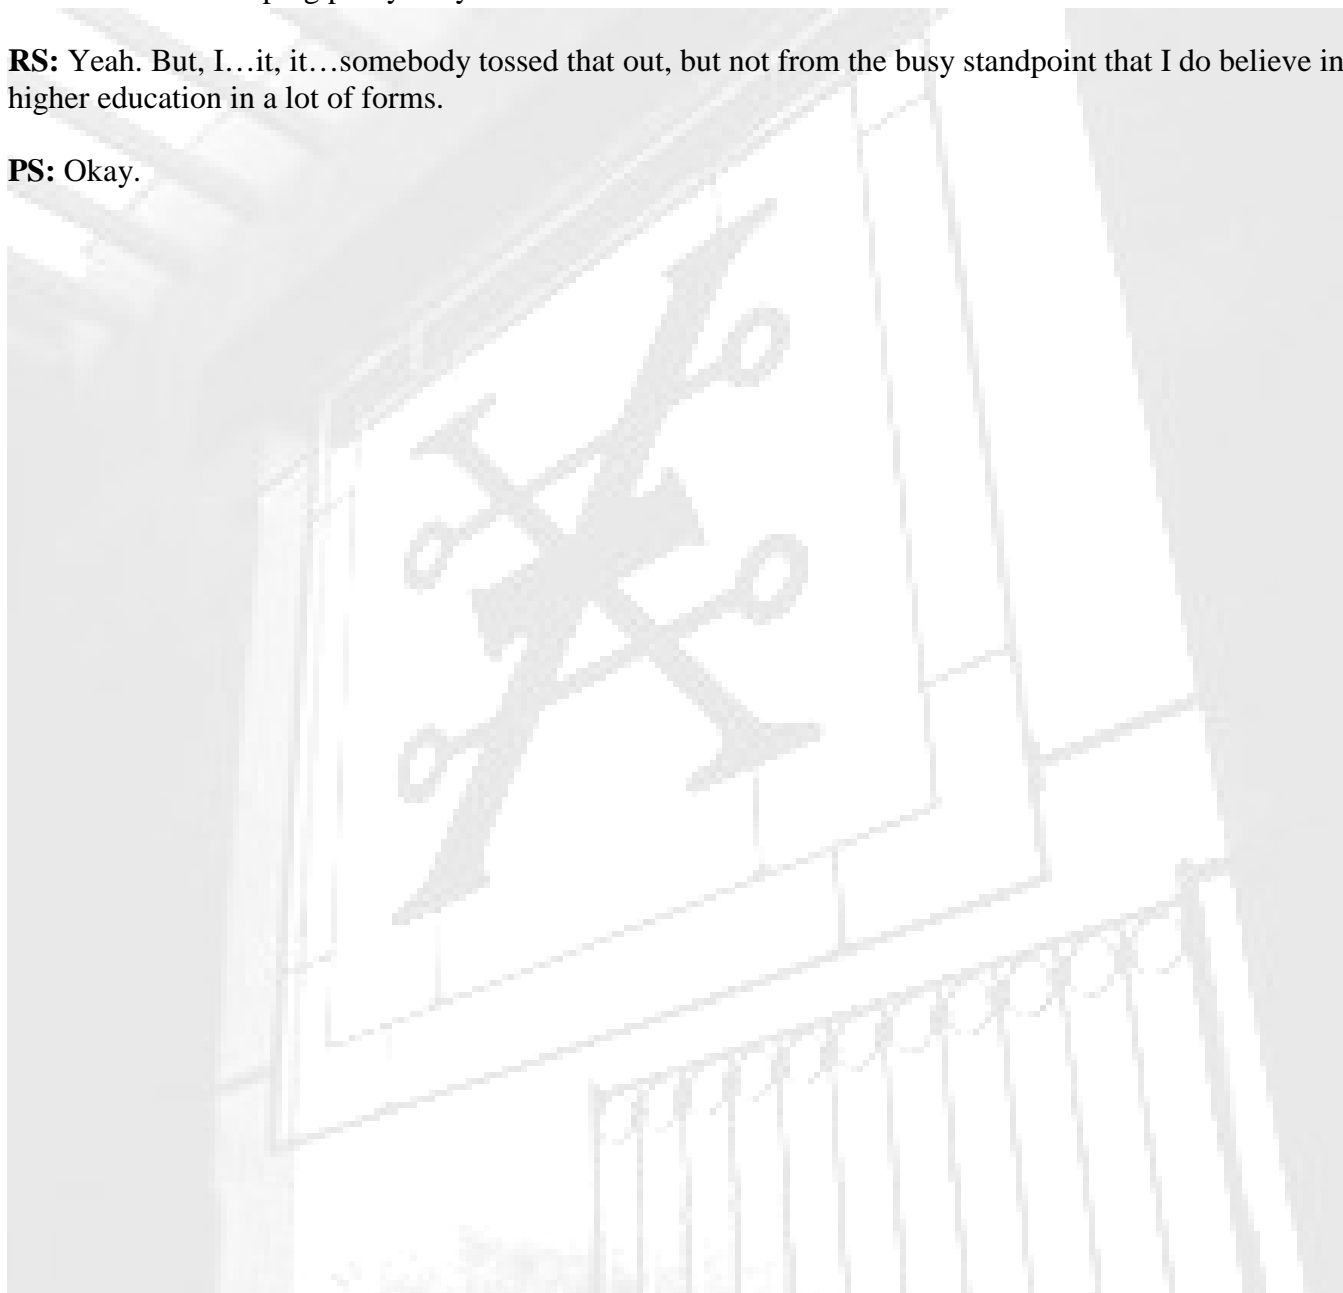 RS: Yeah. But, I…it, it…somebody tossed that out, but not from the busy standpoint that I do believe in
higher education in a lot of forms.
PS: Okay.